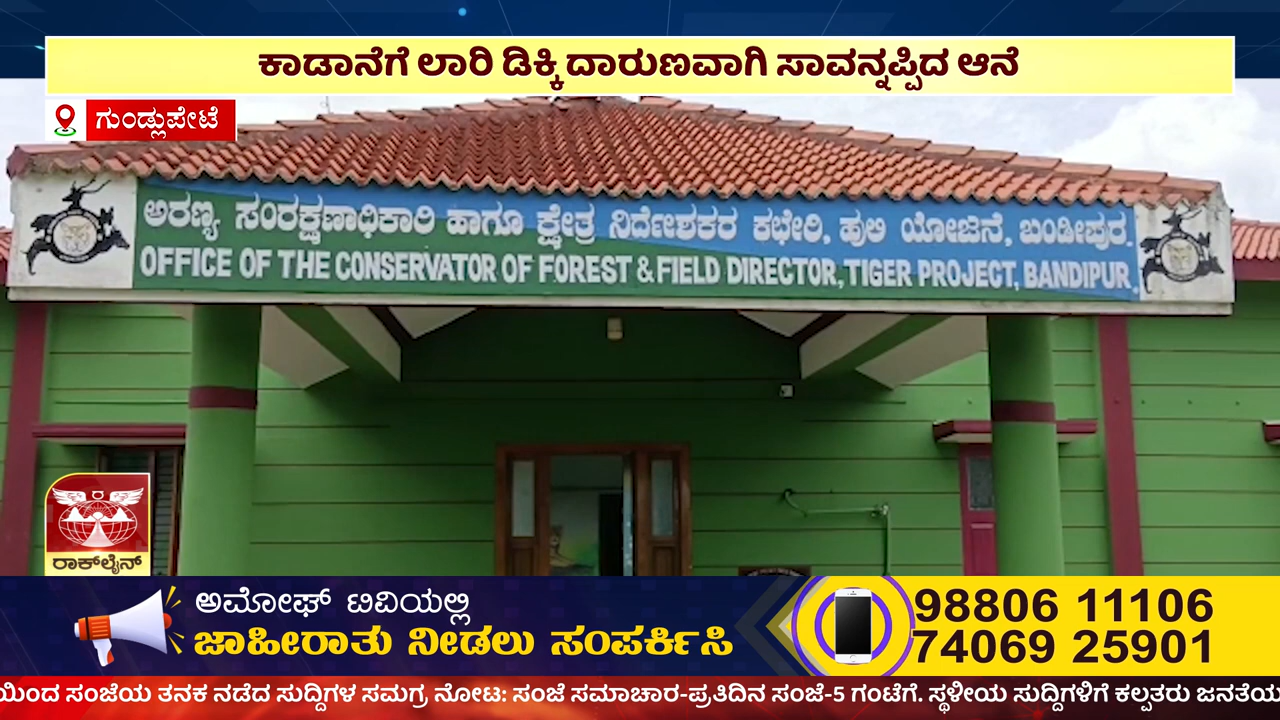 ಕಾಡಾನೆಗೆ ಲಾರಿ ಡಿಕ್ಕಿ ದಾರುಣವಾಗಿ ಸಾವನ್ನಪ್ಪಿದ ಆನೆ
ಗುಂಡ್ಲುಪೇಟೆ
ಅರಣ್ಯ ಸಂರಕ್ಷಣಾಧಿಕಾರಿ ಹಾಗೂ ಕ್ಷೇತ್ರ ನಿರ್ದೇಶಕರ ಕಛೇರಿ, ಹುಲಿ ಯೋಜನೆ, ಬಂಡೀಪುರ.
OFFICE OF THE CONSERVATOR OF FOREST & FIELD DIRECTOR, TIGER PROJECT, BANDIPUR.
ರಾಕ್‌ಲೈನ್
ಅಮೋಘ್ ಟಿವಿಯಲ್ಲಿ
ಜಾಹೀರಾತು ನೀಡಲು ಸಂಪರ್ಕಿಸಿ
98806 11106
74069 25901
ಯಿಂದ ಸಂಜೆಯ ತನಕ ನಡೆದ ಸುದ್ದಿಗಳ ಸಮಗ್ರ ನೋಟ: ಸಂಜೆ ಸಮಾಚಾರ-ಪ್ರತಿದಿನ ಸಂಜೆ-5 ಗಂಟೆಗೆ. ಸ್ಥಳೀಯ ಸುದ್ದಿಗಳಿಗೆ ಕಲ್ಪತರು ಜನತೆಯ